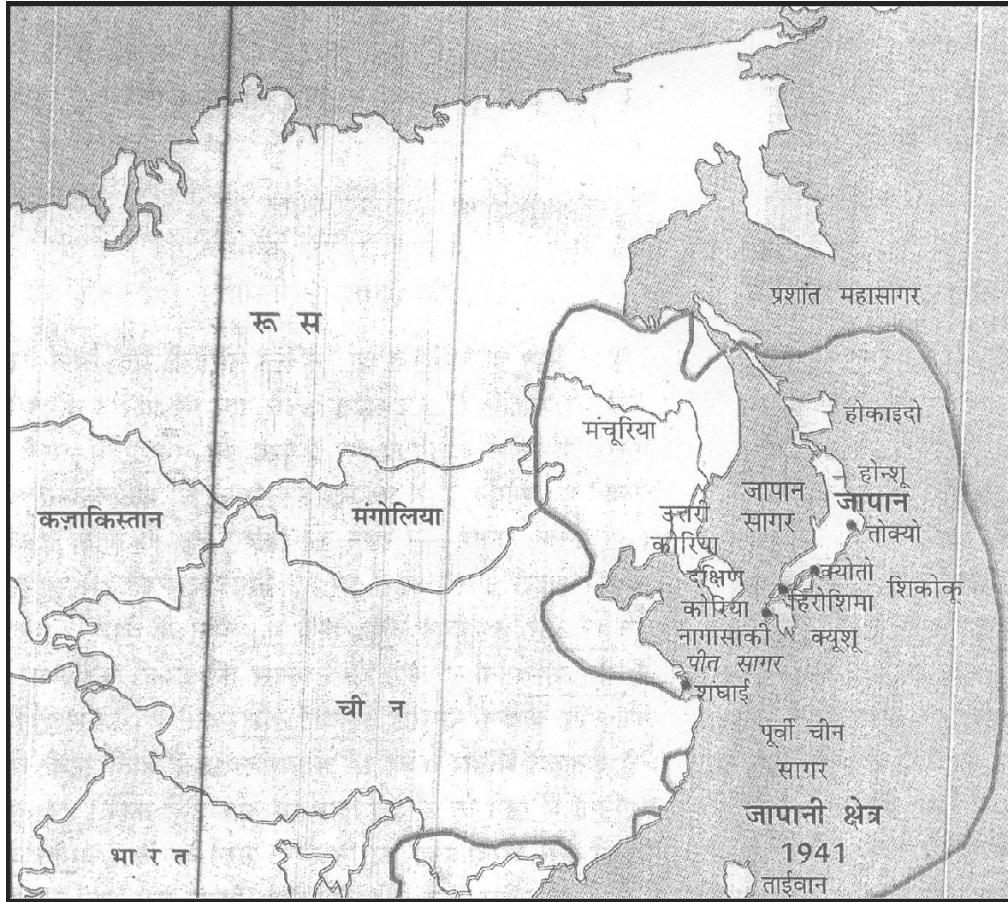 प्रशांत महासागर
रू स
होकाइदो
मंचूरिया
होन्शू
जापान
सागर
जापान
तोक्यो
कज़ाकिस्तान
मंगोलिया
उत्तरी
कोरिया
दक्षिण
कोरिया
क्योतो
हिरोशिमा
शिकोकू
नागासाकी
क्यूशू
पीत सागर
शंघाई
ची न
पूर्वी चीन
सागर
जापानी क्षेत्र
1941
भा र त
ताईवान